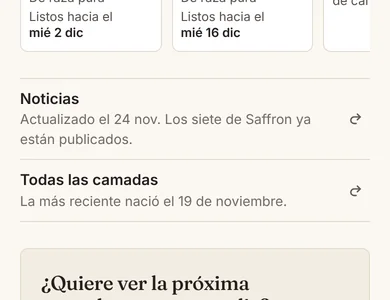 Listos hacia el
mié 2 dic
Listos hacia el
mié 16 dic
Noticias
Actualizado el 24 nov. Los siete de Saffron ya
están publicados.
Todas las camadas
La más reciente nació el 19 de noviembre.
¿Quiere ver la próxima